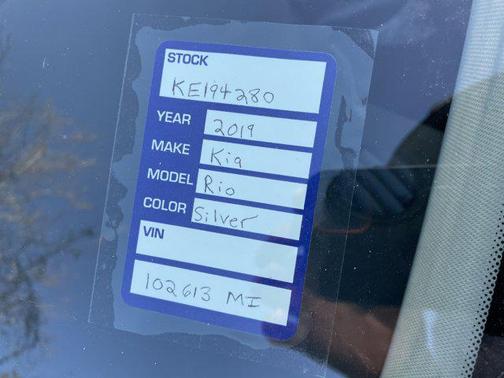 STOCK
KE194280
YEAR 2019
MAKE Kia
MODEL Rio
COLOR Silver
VIN
102613 MI